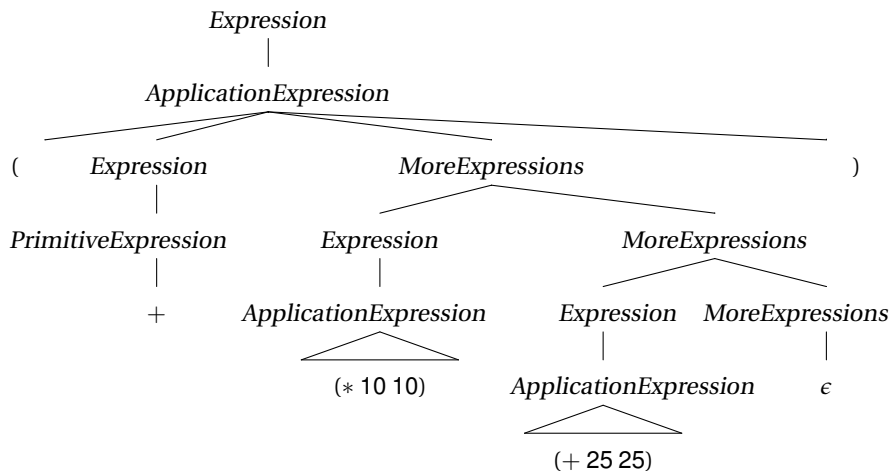 Expression
ApplicationExpression
( Expression MoreExpressions )
PrimitiveExpression Expression MoreExpressions
+ ApplicationExpression Expression MoreExpressions
(∗ 10 10) ApplicationExpression ϵ
(+ 25 25)